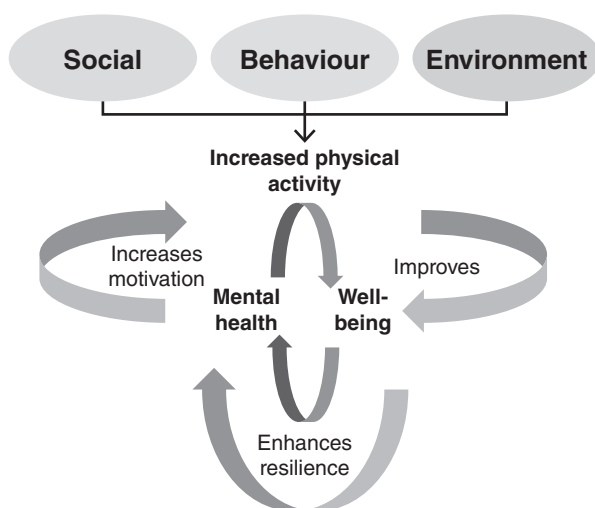 Social
Behaviour
Environment
Increased physical
activity
Increases
motivation
Improves
Mental
health
Well-
being
Enhances
resilience